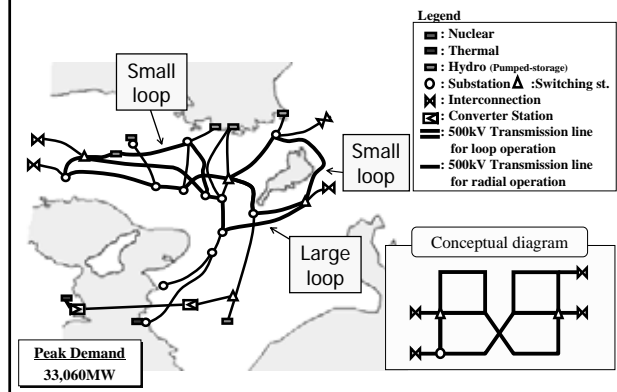 Legend
: Nuclear
: Thermal
: Hydro (Pumped-storage)
: Substation : Switching st.
: Interconnection
: Converter Station
: 500kV Transmission line
for loop operation
: 500kV Transmission line
for radial operation
Small
loop
Small
loop
Large
loop
Conceptual diagram
Peak Demand
33,060MW